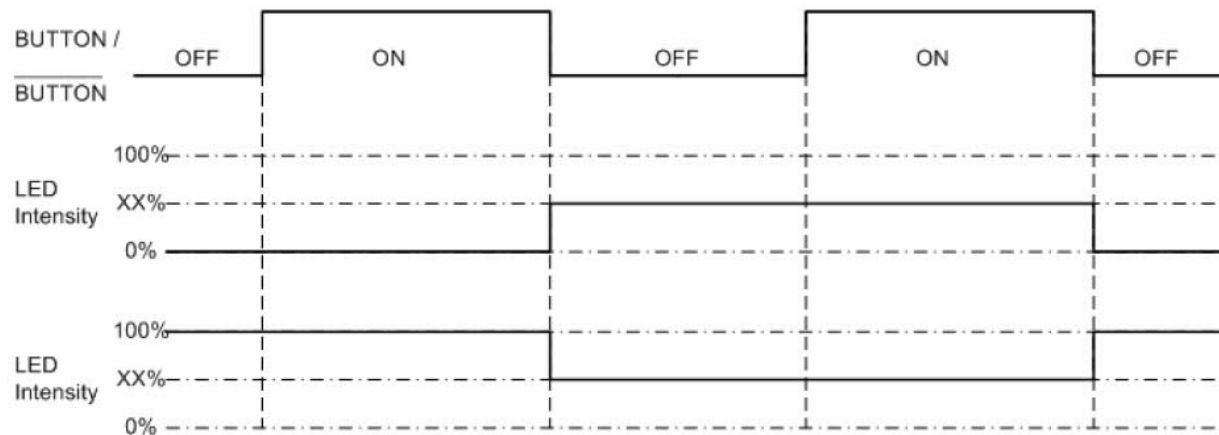 BUTTON /
OFF ON OFF ON OFF
BUTTON
100%
LED
Intensity
XX%
0%
100%
LED
Intensity
XX%
0%